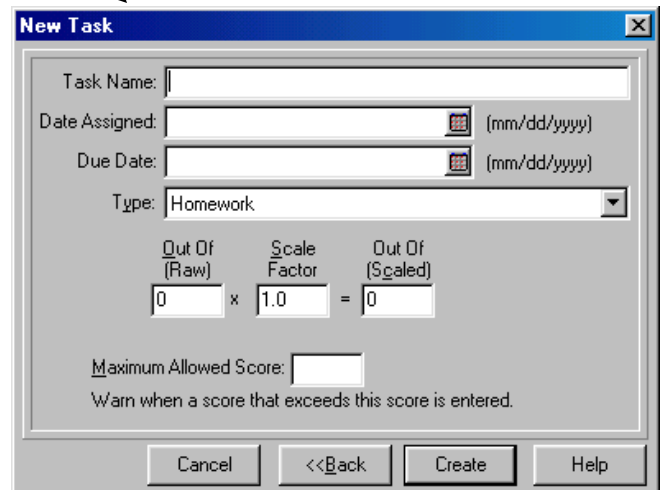 New Task
Task Name:
Date Assigned: (mm/dd/yyyy)
Due Date: (mm/dd/yyyy)
Type: Homework
Out Of Scale Out Of
(Raw) Factor (Scaled)
0 x 1.0 = 0
Maximum Allowed Score:
Warn when a score that exceeds this score is entered.
Cancel <<Back Create Help